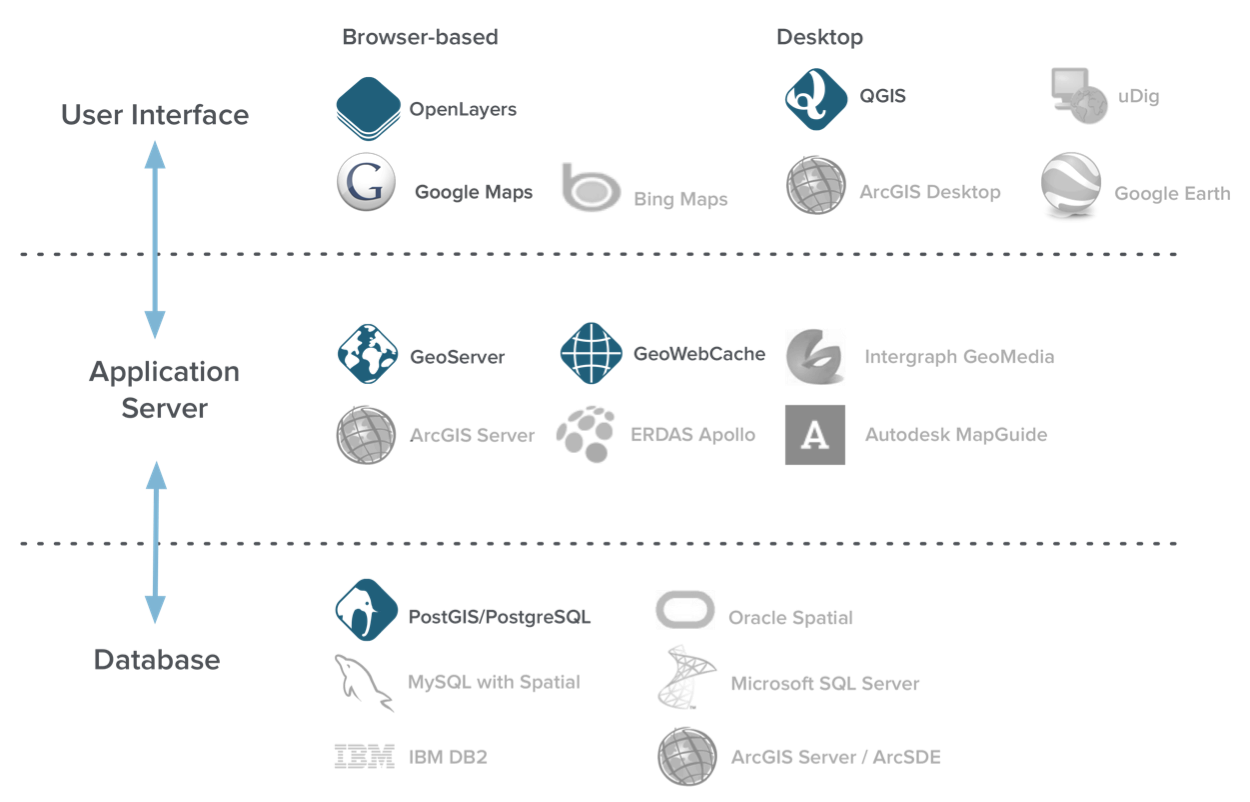 Browser-based
Desktop
User Interface
OpenLayers
QGIS
uDig
G
Google Maps
b
Bing Maps
ArcGIS Desktop
Google Earth
Application
Server
GeoServer
GeoWebCache
Intergraph GeoMedia
ArcGIS Server
ERDAS Apollo
A
Autodesk MapGuide
PostGIS/PostgreSQL
Oracle Spatial
Database
MySQL with Spatial
Microsoft SQL Server
IBM
IBM DB2
ArcGIS Server / ArcSDE